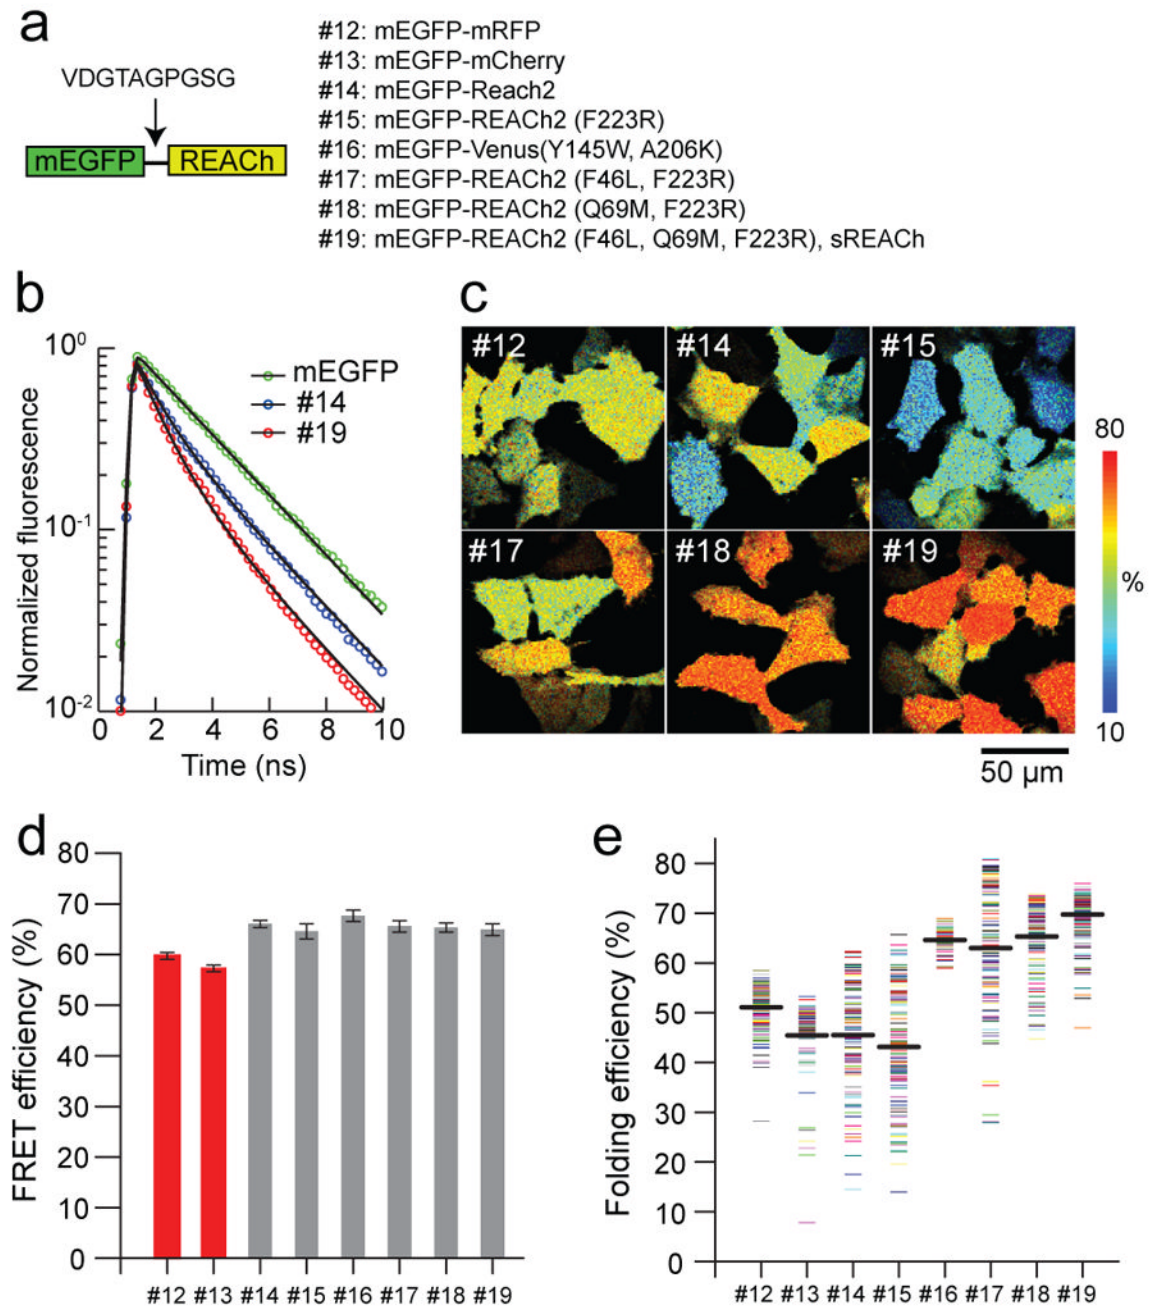 a
VDGTAGPGSG
mEGFP
REACh
#12: mEGFP-mRFP
#13: mEGFP-mCherry
#14: mEGFP-Reach2
#15: mEGFP-REACh2 (F223R)
#16: mEGFP-Venus(Y145W, A206K)
#17: mEGFP-REACh2 (F46L, F223R)
#18: mEGFP-REACh2 (Q69M, F223R)
#19: mEGFP-REACh2 (F46L, Q69M, F223R), sREACh
b
Normalized fluorescence
10⁰
10⁻¹
10⁻²
mEGFP
#14
#19
0 2 4 6 8 10
Time (ns)
c
#12 #14 #15
#17 #18 #19
80
%
10
50 μm
d
FRET efficiency (%)
80
70
60
50
40
30
20
10
0
#12 #13 #14 #15 #16 #17 #18 #19
e
Folding efficiency (%)
80
70
60
50
40
30
20
10
0
#12 #13 #14 #15 #16 #17 #18 #19